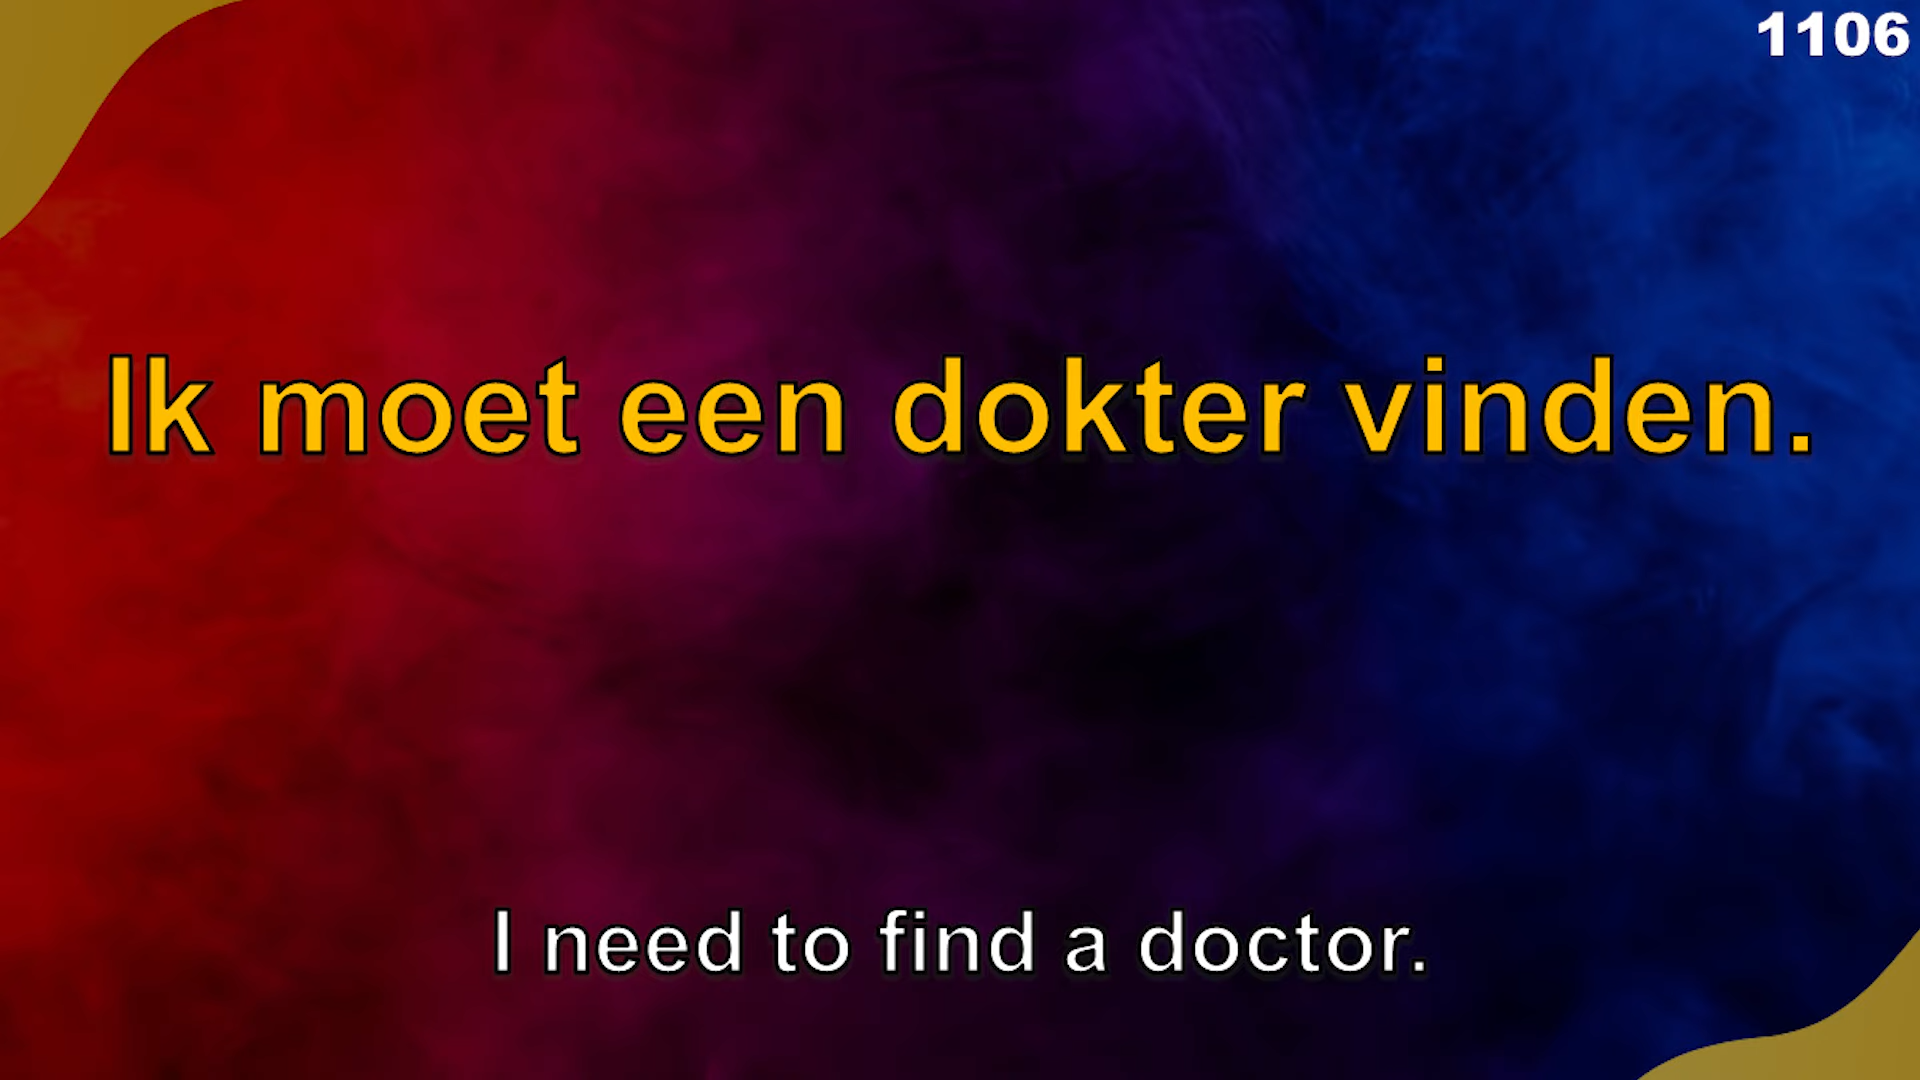 1106
Ik moet een dokter vinden.
I need to find a doctor.